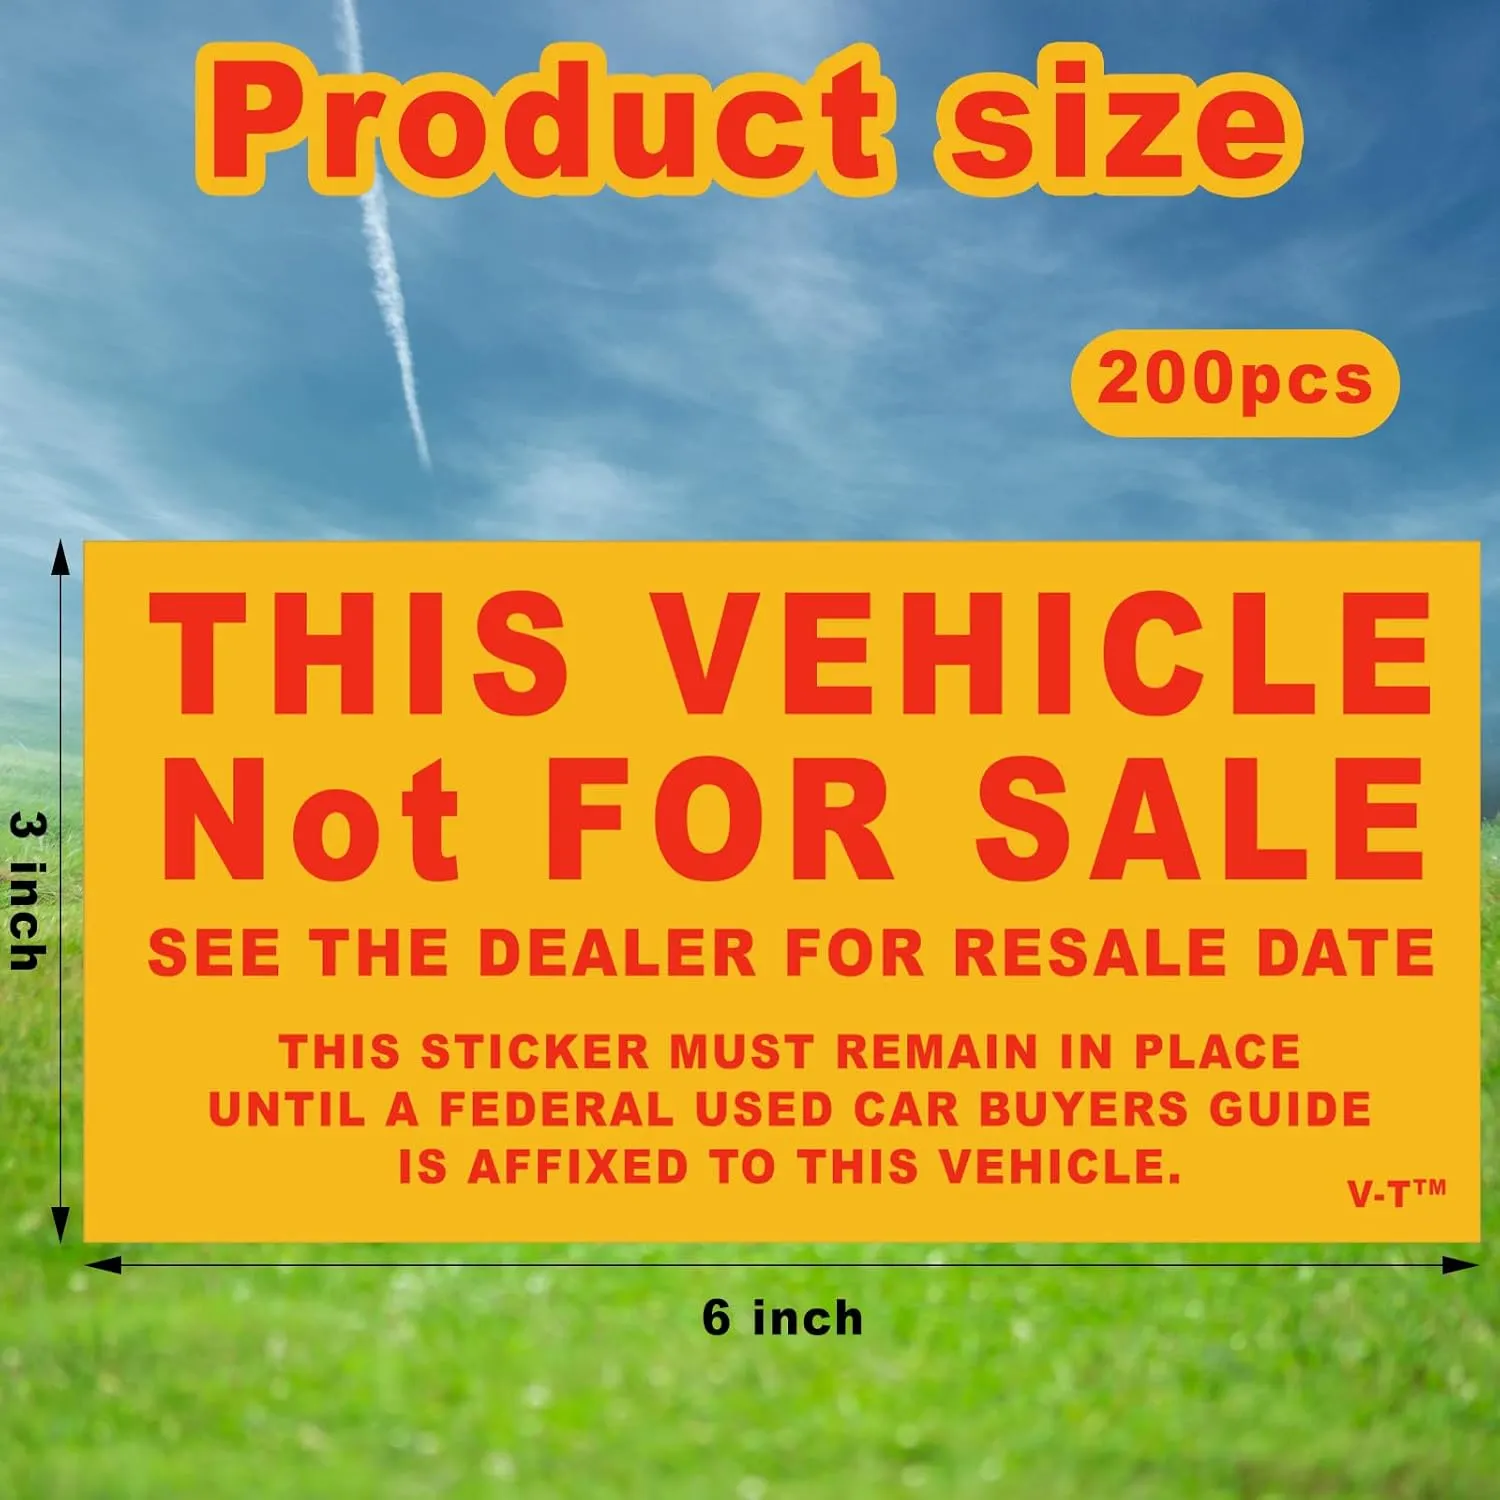 Product size
200pcs
THIS VEHICLE
Not FOR SALE
SEE THE DEALER FOR RESALE DATE
THIS STICKER MUST REMAIN IN PLACE
UNTIL A FEDERAL USED CAR BUYERS GUIDE
IS AFFIXED TO THIS VEHICLE.
V-T™
3 inch
6 inch